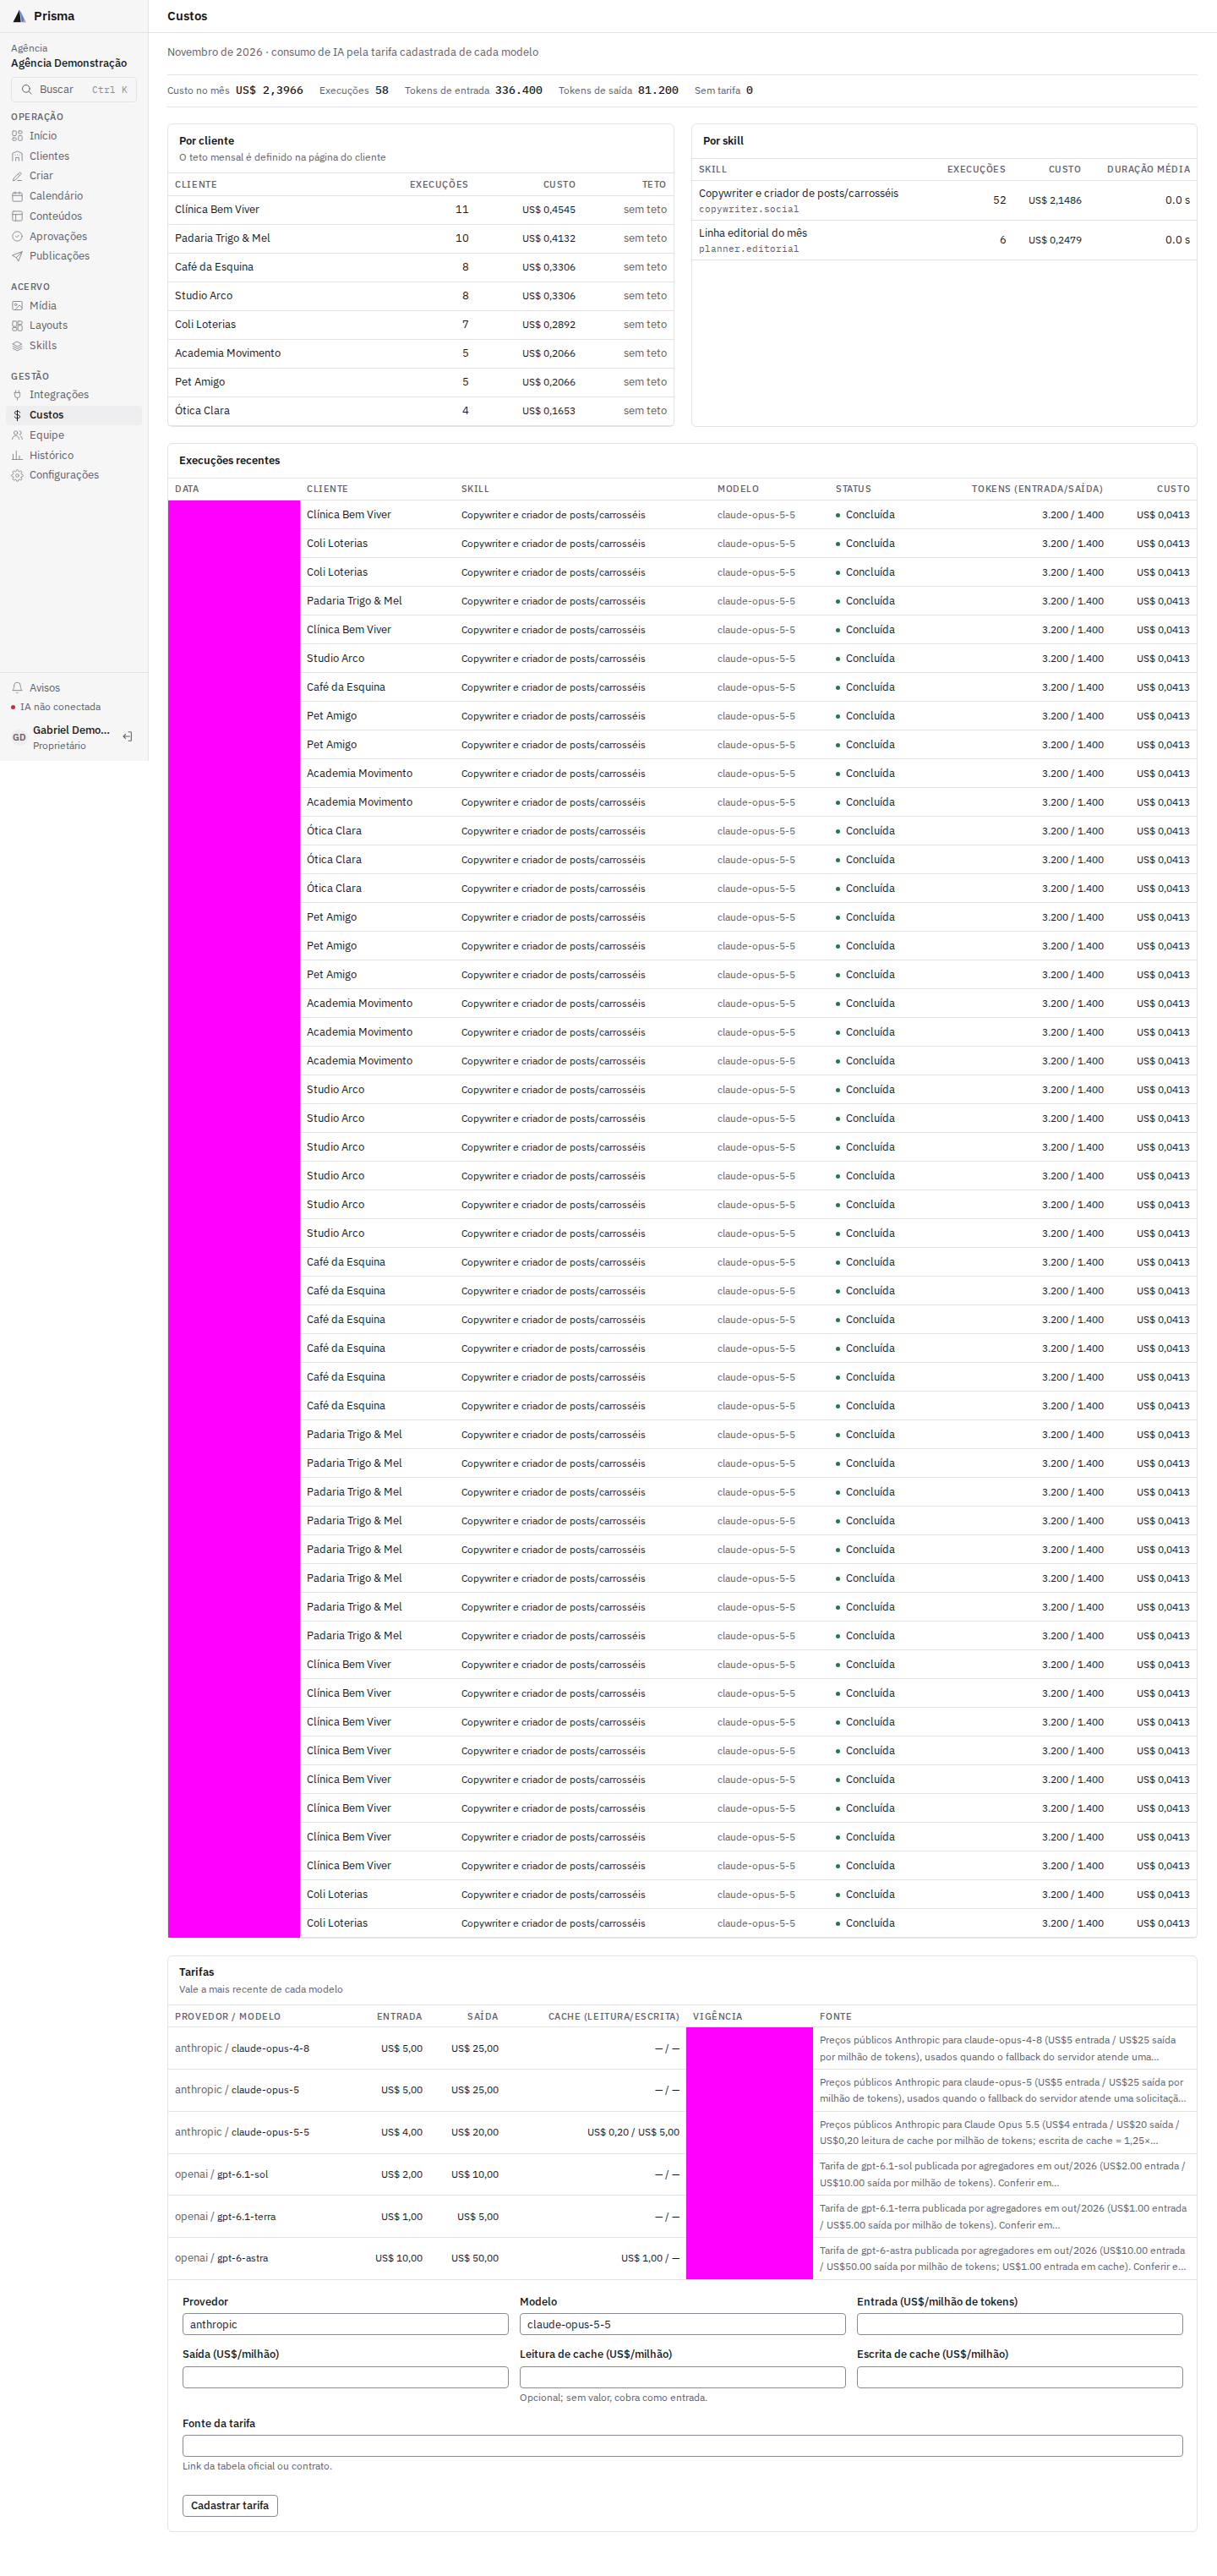 Prisma
Custos
Agência
Agência Demonstração
Buscar Ctrl K
OPERAÇÃO
Início
Clientes
Criar
Calendário
Conteúdos
Aprovações
Publicações
ACERVO
Mídia
Layouts
Skills
GESTÃO
Integrações
Custos
Equipe
Histórico
Configurações
Avisos
IA não conectada
GD Gabriel Demo...
Proprietário
Novembro de 2026 · consumo de IA pela tarifa cadastrada de cada modelo
Custo no mês US$ 2,3966 Execuções 58 Tokens de entrada 336.400 Tokens de saída 81.200 Sem tarifa 0
Por cliente
O teto mensal é definido na página do cliente
CLIENTE EXECUÇÕES CUSTO TETO
Clínica Bem Viver 11 US$ 0,4545 sem teto
Padaria Trigo & Mel 10 US$ 0,4132 sem teto
Café da Esquina 8 US$ 0,3306 sem teto
Studio Arco 8 US$ 0,3306 sem teto
Coli Loterias 7 US$ 0,2892 sem teto
Academia Movimento 5 US$ 0,2066 sem teto
Pet Amigo 5 US$ 0,2066 sem teto
Ótica Clara 4 US$ 0,1653 sem teto
Por skill
SKILL EXECUÇÕES CUSTO DURAÇÃO MÉDIA
Copywriter e criador de posts/carrosséis 52 US$ 2,1486 0.0 s
copywriter.social
Linha editorial do mês 6 US$ 0,2479 0.0 s
planner.editorial
Execuções recentes
DATA CLIENTE SKILL MODELO STATUS TOKENS (ENTRADA/SAÍDA) CUSTO
Clínica Bem Viver Copywriter e criador de posts/carrosséis claude-opus-5-5 Concluída 3.200 / 1.400 US$ 0,0413
Coli Loterias Copywriter e criador de posts/carrosséis claude-opus-5-5 Concluída 3.200 / 1.400 US$ 0,0413
Coli Loterias Copywriter e criador de posts/carrosséis claude-opus-5-5 Concluída 3.200 / 1.400 US$ 0,0413
Padaria Trigo & Mel Copywriter e criador de posts/carrosséis claude-opus-5-5 Concluída 3.200 / 1.400 US$ 0,0413
Clínica Bem Viver Copywriter e criador de posts/carrosséis claude-opus-5-5 Concluída 3.200 / 1.400 US$ 0,0413
Studio Arco Copywriter e criador de posts/carrosséis claude-opus-5-5 Concluída 3.200 / 1.400 US$ 0,0413
Café da Esquina Copywriter e criador de posts/carrosséis claude-opus-5-5 Concluída 3.200 / 1.400 US$ 0,0413
Pet Amigo Copywriter e criador de posts/carrosséis claude-opus-5-5 Concluída 3.200 / 1.400 US$ 0,0413
Pet Amigo Copywriter e criador de posts/carrosséis claude-opus-5-5 Concluída 3.200 / 1.400 US$ 0,0413
Academia Movimento Copywriter e criador de posts/carrosséis claude-opus-5-5 Concluída 3.200 / 1.400 US$ 0,0413
Academia Movimento Copywriter e criador de posts/carrosséis claude-opus-5-5 Concluída 3.200 / 1.400 US$ 0,0413
Ótica Clara Copywriter e criador de posts/carrosséis claude-opus-5-5 Concluída 3.200 / 1.400 US$ 0,0413
Ótica Clara Copywriter e criador de posts/carrosséis claude-opus-5-5 Concluída 3.200 / 1.400 US$ 0,0413
Ótica Clara Copywriter e criador de posts/carrosséis claude-opus-5-5 Concluída 3.200 / 1.400 US$ 0,0413
Pet Amigo Copywriter e criador de posts/carrosséis claude-opus-5-5 Concluída 3.200 / 1.400 US$ 0,0413
Pet Amigo Copywriter e criador de posts/carrosséis claude-opus-5-5 Concluída 3.200 / 1.400 US$ 0,0413
Pet Amigo Copywriter e criador de posts/carrosséis claude-opus-5-5 Concluída 3.200 / 1.400 US$ 0,0413
Academia Movimento Copywriter e criador de posts/carrosséis claude-opus-5-5 Concluída 3.200 / 1.400 US$ 0,0413
Academia Movimento Copywriter e criador de posts/carrosséis claude-opus-5-5 Concluída 3.200 / 1.400 US$ 0,0413
Academia Movimento Copywriter e criador de posts/carrosséis claude-opus-5-5 Concluída 3.200 / 1.400 US$ 0,0413
Studio Arco Copywriter e criador de posts/carrosséis claude-opus-5-5 Concluída 3.200 / 1.400 US$ 0,0413
Studio Arco Copywriter e criador de posts/carrosséis claude-opus-5-5 Concluída 3.200 / 1.400 US$ 0,0413
Studio Arco Copywriter e criador de posts/carrosséis claude-opus-5-5 Concluída 3.200 / 1.400 US$ 0,0413
Studio Arco Copywriter e criador de posts/carrosséis claude-opus-5-5 Concluída 3.200 / 1.400 US$ 0,0413
Studio Arco Copywriter e criador de posts/carrosséis claude-opus-5-5 Concluída 3.200 / 1.400 US$ 0,0413
Studio Arco Copywriter e criador de posts/carrosséis claude-opus-5-5 Concluída 3.200 / 1.400 US$ 0,0413
Café da Esquina Copywriter e criador de posts/carrosséis claude-opus-5-5 Concluída 3.200 / 1.400 US$ 0,0413
Café da Esquina Copywriter e criador de posts/carrosséis claude-opus-5-5 Concluída 3.200 / 1.400 US$ 0,0413
Café da Esquina Copywriter e criador de posts/carrosséis claude-opus-5-5 Concluída 3.200 / 1.400 US$ 0,0413
Café da Esquina Copywriter e criador de posts/carrosséis claude-opus-5-5 Concluída 3.200 / 1.400 US$ 0,0413
Café da Esquina Copywriter e criador de posts/carrosséis claude-opus-5-5 Concluída 3.200 / 1.400 US$ 0,0413
Café da Esquina Copywriter e criador de posts/carrosséis claude-opus-5-5 Concluída 3.200 / 1.400 US$ 0,0413
Padaria Trigo & Mel Copywriter e criador de posts/carrosséis claude-opus-5-5 Concluída 3.200 / 1.400 US$ 0,0413
Padaria Trigo & Mel Copywriter e criador de posts/carrosséis claude-opus-5-5 Concluída 3.200 / 1.400 US$ 0,0413
Padaria Trigo & Mel Copywriter e criador de posts/carrosséis claude-opus-5-5 Concluída 3.200 / 1.400 US$ 0,0413
Padaria Trigo & Mel Copywriter e criador de posts/carrosséis claude-opus-5-5 Concluída 3.200 / 1.400 US$ 0,0413
Padaria Trigo & Mel Copywriter e criador de posts/carrosséis claude-opus-5-5 Concluída 3.200 / 1.400 US$ 0,0413
Padaria Trigo & Mel Copywriter e criador de posts/carrosséis claude-opus-5-5 Concluída 3.200 / 1.400 US$ 0,0413
Padaria Trigo & Mel Copywriter e criador de posts/carrosséis claude-opus-5-5 Concluída 3.200 / 1.400 US$ 0,0413
Padaria Trigo & Mel Copywriter e criador de posts/carrosséis claude-opus-5-5 Concluída 3.200 / 1.400 US$ 0,0413
Clínica Bem Viver Copywriter e criador de posts/carrosséis claude-opus-5-5 Concluída 3.200 / 1.400 US$ 0,0413
Clínica Bem Viver Copywriter e criador de posts/carrosséis claude-opus-5-5 Concluída 3.200 / 1.400 US$ 0,0413
Clínica Bem Viver Copywriter e criador de posts/carrosséis claude-opus-5-5 Concluída 3.200 / 1.400 US$ 0,0413
Clínica Bem Viver Copywriter e criador de posts/carrosséis claude-opus-5-5 Concluída 3.200 / 1.400 US$ 0,0413
Clínica Bem Viver Copywriter e criador de posts/carrosséis claude-opus-5-5 Concluída 3.200 / 1.400 US$ 0,0413
Clínica Bem Viver Copywriter e criador de posts/carrosséis claude-opus-5-5 Concluída 3.200 / 1.400 US$ 0,0413
Clínica Bem Viver Copywriter e criador de posts/carrosséis claude-opus-5-5 Concluída 3.200 / 1.400 US$ 0,0413
Clínica Bem Viver Copywriter e criador de posts/carrosséis claude-opus-5-5 Concluída 3.200 / 1.400 US$ 0,0413
Coli Loterias Copywriter e criador de posts/carrosséis claude-opus-5-5 Concluída 3.200 / 1.400 US$ 0,0413
Coli Loterias Copywriter e criador de posts/carrosséis claude-opus-5-5 Concluída 3.200 / 1.400 US$ 0,0413
Tarifas
Vale a mais recente de cada modelo
PROVEDOR / MODELO ENTRADA SAÍDA CACHE (LEITURA/ESCRITA) VIGÊNCIA FONTE
anthropic / claude-opus-4-8 US$ 5,00 US$ 25,00 — / — Preços públicos Anthropic para claude-opus-4-8 (US$5 entrada / US$25 saída
por milhão de tokens), usados quando o fallback do servidor atende uma...
anthropic / claude-opus-5 US$ 5,00 US$ 25,00 — / — Preços públicos Anthropic para claude-opus-5 (US$5 entrada / US$25 saída por
milhão de tokens), usados quando o fallback do servidor atende uma solicitaçã...
anthropic / claude-opus-5-5 US$ 4,00 US$ 20,00 US$ 0,20 / US$ 5,00 Preços públicos Anthropic para Claude Opus 5.5 (US$4 entrada / US$20 saída /
US$0,20 leitura de cache por milhão de tokens; escrita de cache = 1,25×...
openai / gpt-6.1-sol US$ 2,00 US$ 10,00 — / — Tarifa de gpt-6.1-sol publicada por agregadores em out/2026 (US$2.00 entrada /
US$10.00 saída por milhão de tokens). Conferir em...
openai / gpt-6.1-terra US$ 1,00 US$ 5,00 — / — Tarifa de gpt-6.1-terra publicada por agregadores em out/2026 (US$1.00 entrada
/ US$5.00 saída por milhão de tokens). Conferir em...
openai / gpt-6-astra US$ 10,00 US$ 50,00 US$ 1,00 / — Tarifa de gpt-6-astra publicada por agregadores em out/2026 (US$10.00 entrada
/ US$50.00 saída por milhão de tokens; US$1.00 entrada em cache). Conferir e...
Provedor Modelo Entrada (US$/milhão de tokens)
anthropic claude-opus-5-5
Saída (US$/milhão) Leitura de cache (US$/milhão) Escrita de cache (US$/milhão)
Opcional; sem valor, cobra como entrada.
Fonte da tarifa
Link da tabela oficial ou contrato.
Cadastrar tarifa